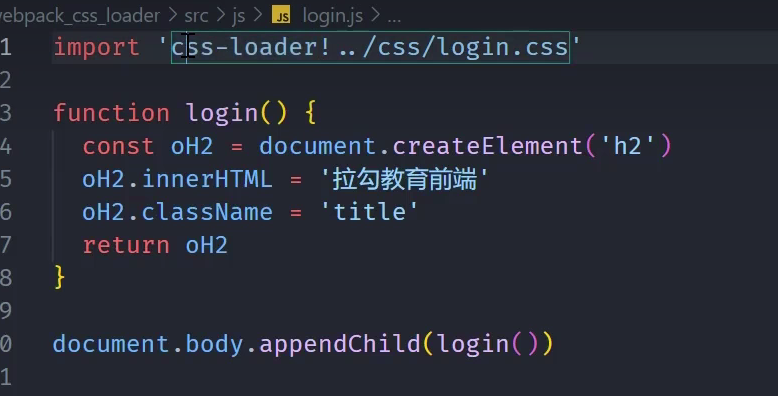 ebpack_css_loader > src > js > JS login.js > ...
1 import 'css-loader!../css/login.css'
2
3 function login() {
4 const oH2 = document.createElement('h2')
5 oH2.innerHTML = '拉勾教育前端'
6 oH2.className = 'title'
7 return oH2
8 }
9
0 document.body.appendChild(login())
1